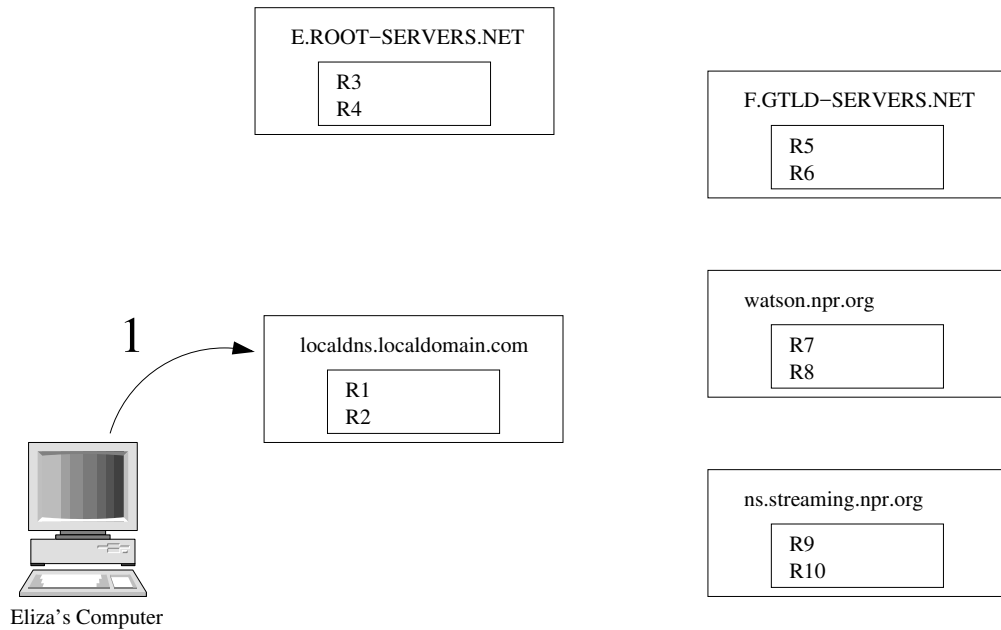 E.ROOT−SERVERS.NET
R3
R4
F.GTLD−SERVERS.NET
R5
R6
watson.npr.org
R7
R8
1
localdns.localdomain.com
R1
R2
ns.streaming.npr.org
R9
R10
Eliza's Computer